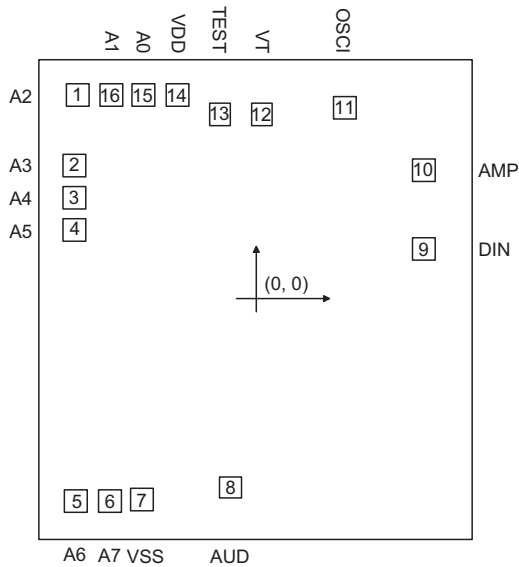 A1 A0 VDD TEST VT OSCI
A2 1 16 15 14 13 12 11
A3 2 10 AMP
A4 3
A5 4 9 DIN
(0, 0)
5 6 7 8
A6 A7 VSS AUD